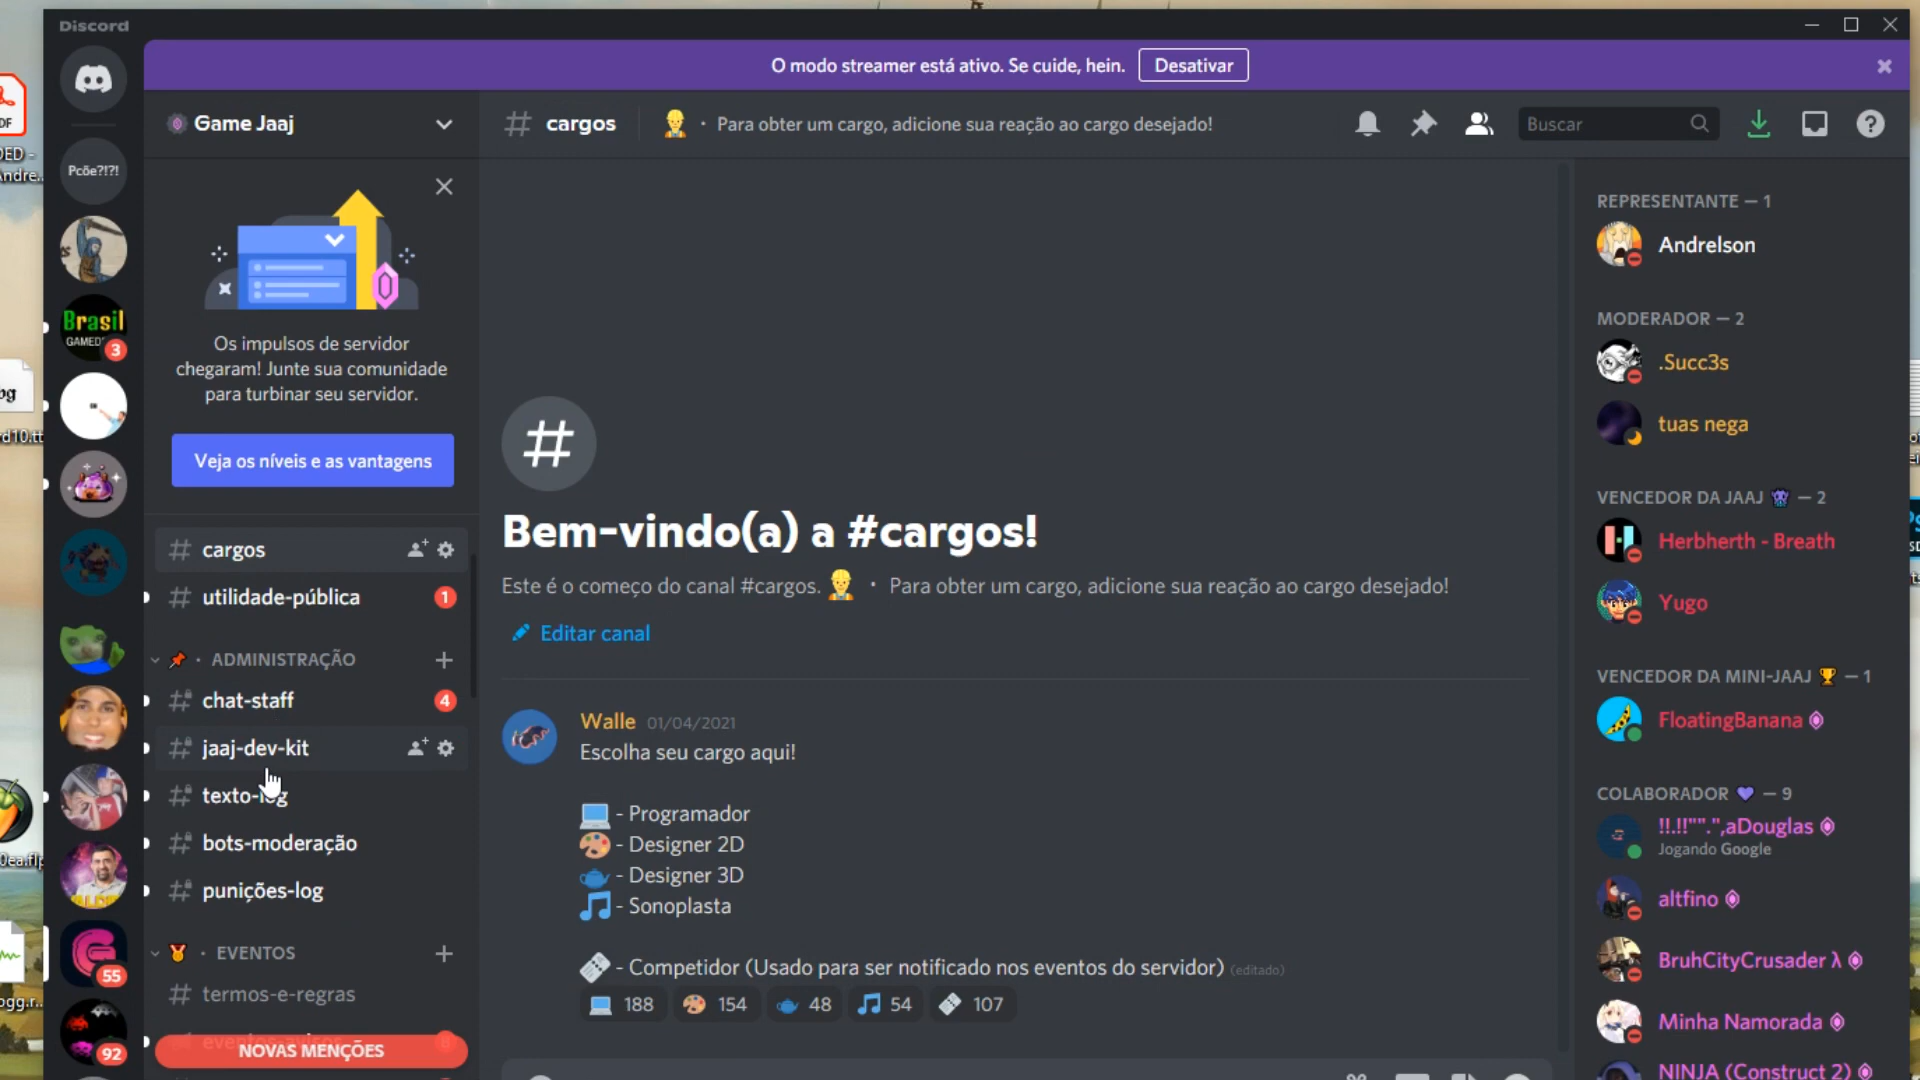 Discord
O modo streamer está ativo. Se cuide, hein.
Desativar
Game Jaaj
cargos
· Para obter um cargo, adicione sua reação ao cargo desejado!
Buscar
DF
Pcõe?!?!
Brasil
GAMED
3
55
92
Os impulsos de servidor
chegaram! Junte sua comunidade
para turbinar seu servidor.
Veja os níveis e as vantagens
cargos
utilidade-pública
1
· ADMINISTRAÇÃO
chat-staff
4
jaaj-dev-kit
texto-log
bots-moderação
punições-log
· EVENTOS
termos-e-regras
NOVAS MENÇÕES
Bem-vindo(a) a #cargos!
Este é o começo do canal #cargos. 👷 · Para obter um cargo, adicione sua reação ao cargo desejado!
Editar canal
Walle 01/04/2021
Escolha seu cargo aqui!
💻 - Programador
🎨 - Designer 2D
🫖 - Designer 3D
🎵 - Sonoplasta
- Competidor (Usado para ser notificado nos eventos do servidor) (editado)
188 154 48 54 107
REPRESENTANTE — 1
Andrelson
MODERADOR — 2
.Succ3s
tuas nega
VENCEDOR DA JAAJ — 2
Herbherth - Breath
Yugo
VENCEDOR DA MINI-JAAJ 🏆 — 1
FloatingBanana
COLABORADOR 💜 — 9
!!.!!"".",aDouglas
Jogando Google
altfino
BruhCityCrusader λ
Minha Namorada
NINJA (Construct 2)